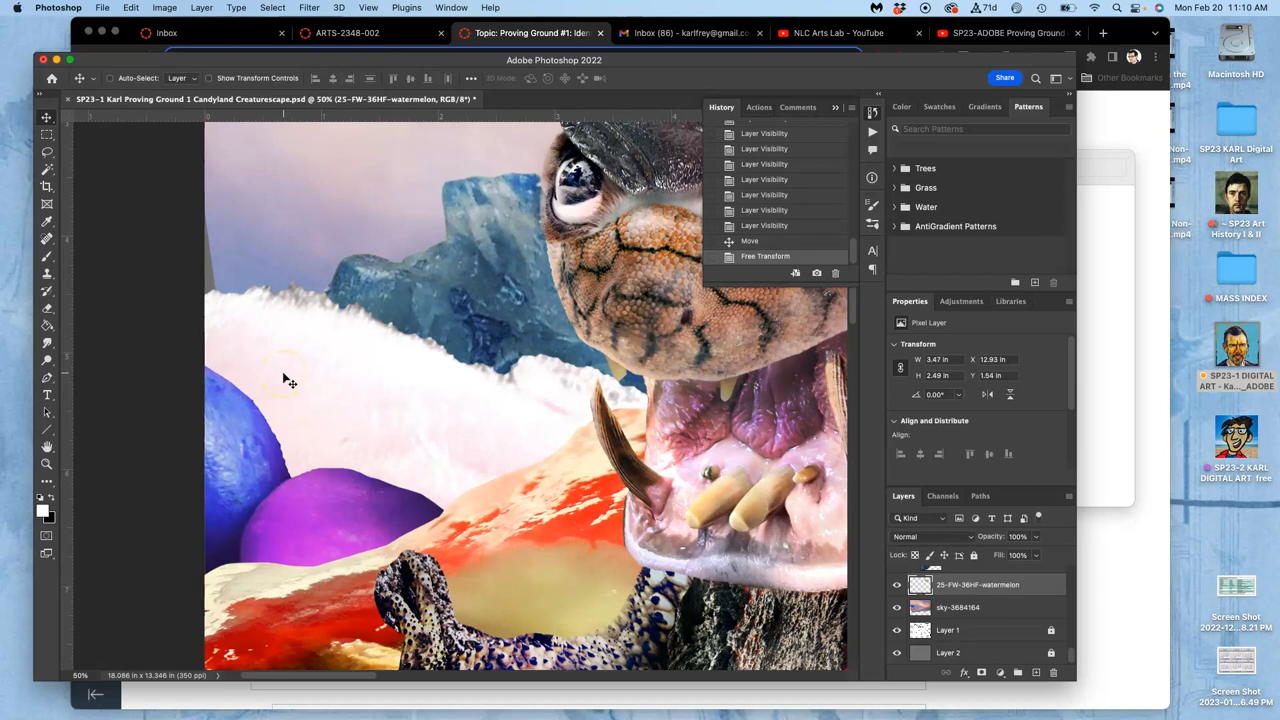 Photoshop File Edit Image Layer Type Select Filter 3D View Plugins Window Help
71d
Mon Feb 6 11:10 AM
Inbox
ARTS-2348-002
Topic: Proving Ground #1: Iden
Inbox (86) - karlfrey@gmail.co
NLC Arts Lab - YouTube
SP23-ADOBE Proving Ground
Adobe Photoshop 2022
Auto-Select: Layer
Show Transform Controls
3D Mode:
Share
Other Bookmarks
SP23-1 Karl Proving Ground 1 Candyland Creaturescape.psd @ 50% (25-FW-36HF-watermelon, RGB/8*) *
History Actions Comments
Layer Visibility
Layer Visibility
Layer Visibility
Layer Visibility
Layer Visibility
Layer Visibility
Layer Visibility
Move
Free Transform
Color Swatches Gradients Patterns
Search Patterns
Trees
Grass
Water
AntiGradient Patterns
Properties Adjustments Libraries
Pixel Layer
Transform
W 3.47 in X 12.93 in
H 2.49 in Y 1.54 in
0.00°
Align and Distribute
Align:
Layers Channels Paths
Kind
Normal Opacity: 100%
Lock: Fill: 100%
25-FW-36HF-watermelon
sky-3684164
Layer 1
Layer 2
50% 18.086 in x 13.346 in (350 ppi)
Macintosh HD
SP23 KARL Digital Art
~ SP23 Art History I & II
MASS INDEX
SP23-1 DIGITAL ART - Ka..._ADOBE
SP23-2 KARL DIGITAL ART free
Screen Shot 2022-12...8.21 PM
Screen Shot 2023-01...6.49 PM